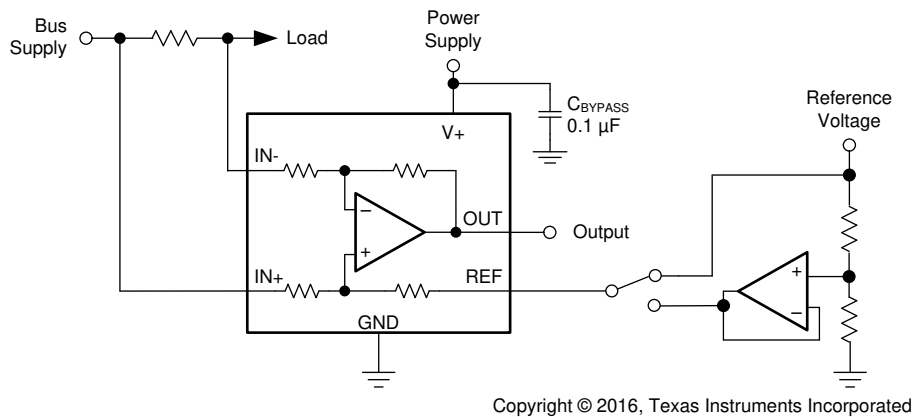 Bus
Supply
Load
Power
Supply
CBYPASS
0.1 µF
Reference
Voltage
V+
IN-
−
OUT
Output
+
IN+
REF
+
−
GND
Copyright © 2016, Texas Instruments Incorporated